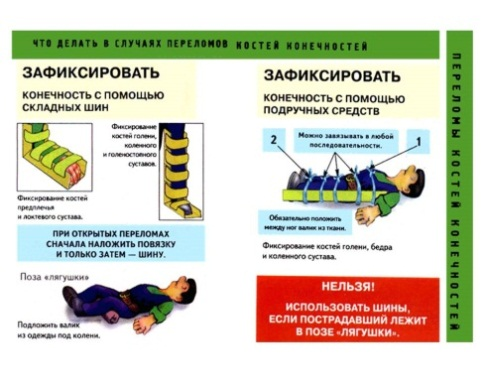 ЧТО ДЕЛАТЬ В СЛУЧАЯХ ПЕРЕЛОМОВ КОСТЕЙ КОНЕЧНОСТЕЙ
ЗАФИКСИРОВАТЬ
КОНЕЧНОСТЬ С ПОМОЩЬЮ
СКЛАДНЫХ ШИН
Фиксирование
костей голени,
коленного
и голеностопного
суставов.
Фиксирование костей
предплечья
и локтевого сустава.
ПРИ ОТКРЫТЫХ ПЕРЕЛОМАХ
СНАЧАЛА НАЛОЖИТЬ ПОВЯЗКУ
И ТОЛЬКО ЗАТЕМ — ШИНУ.
Поза «лягушки»
Подложить валик
из одежды под колени.
ЗАФИКСИРОВАТЬ
КОНЕЧНОСТЬ С ПОМОЩЬЮ
ПОДРУЧНЫХ СРЕДСТВ
2
Можно завязывать в любой
последовательности.
1
Обязательно положить
между ног валик из ткани.
Фиксирование костей голени, бедра
и коленного сустава.
НЕЛЬЗЯ!
ИСПОЛЬЗОВАТЬ ШИНЫ,
ЕСЛИ ПОСТРАДАВШИЙ ЛЕЖИТ
В ПОЗЕ «ЛЯГУШКИ».
ПЕРЕЛОМЫ КОСТЕЙ КОНЕЧНОСТЕЙ